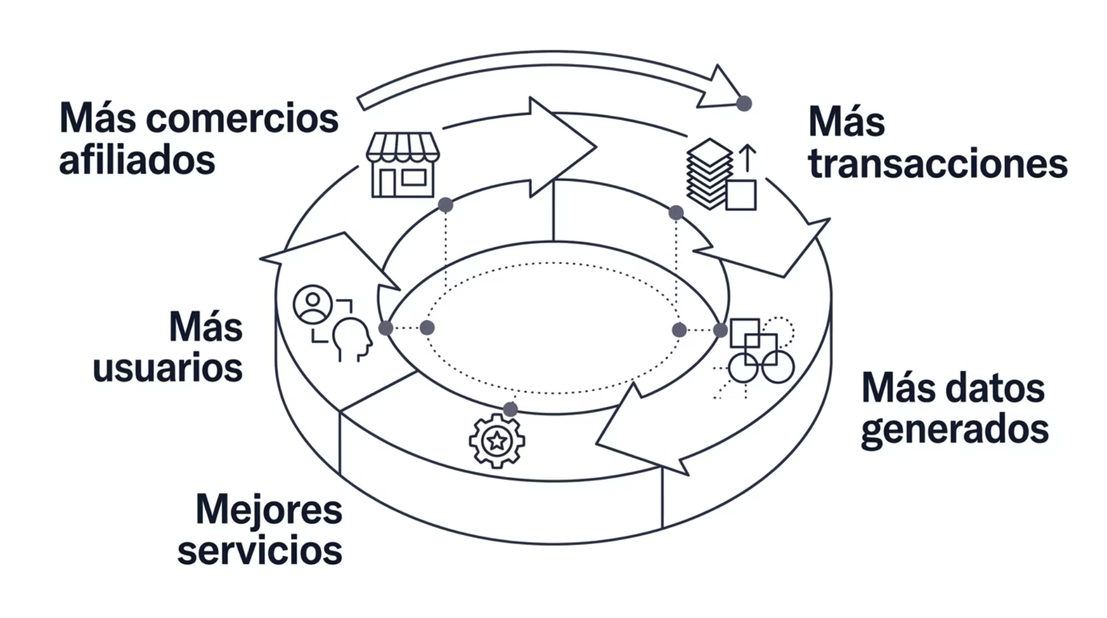 Más comercios
afiliados
Más
transacciones
Más datos
generados
Mejores
servicios
Más
usuarios